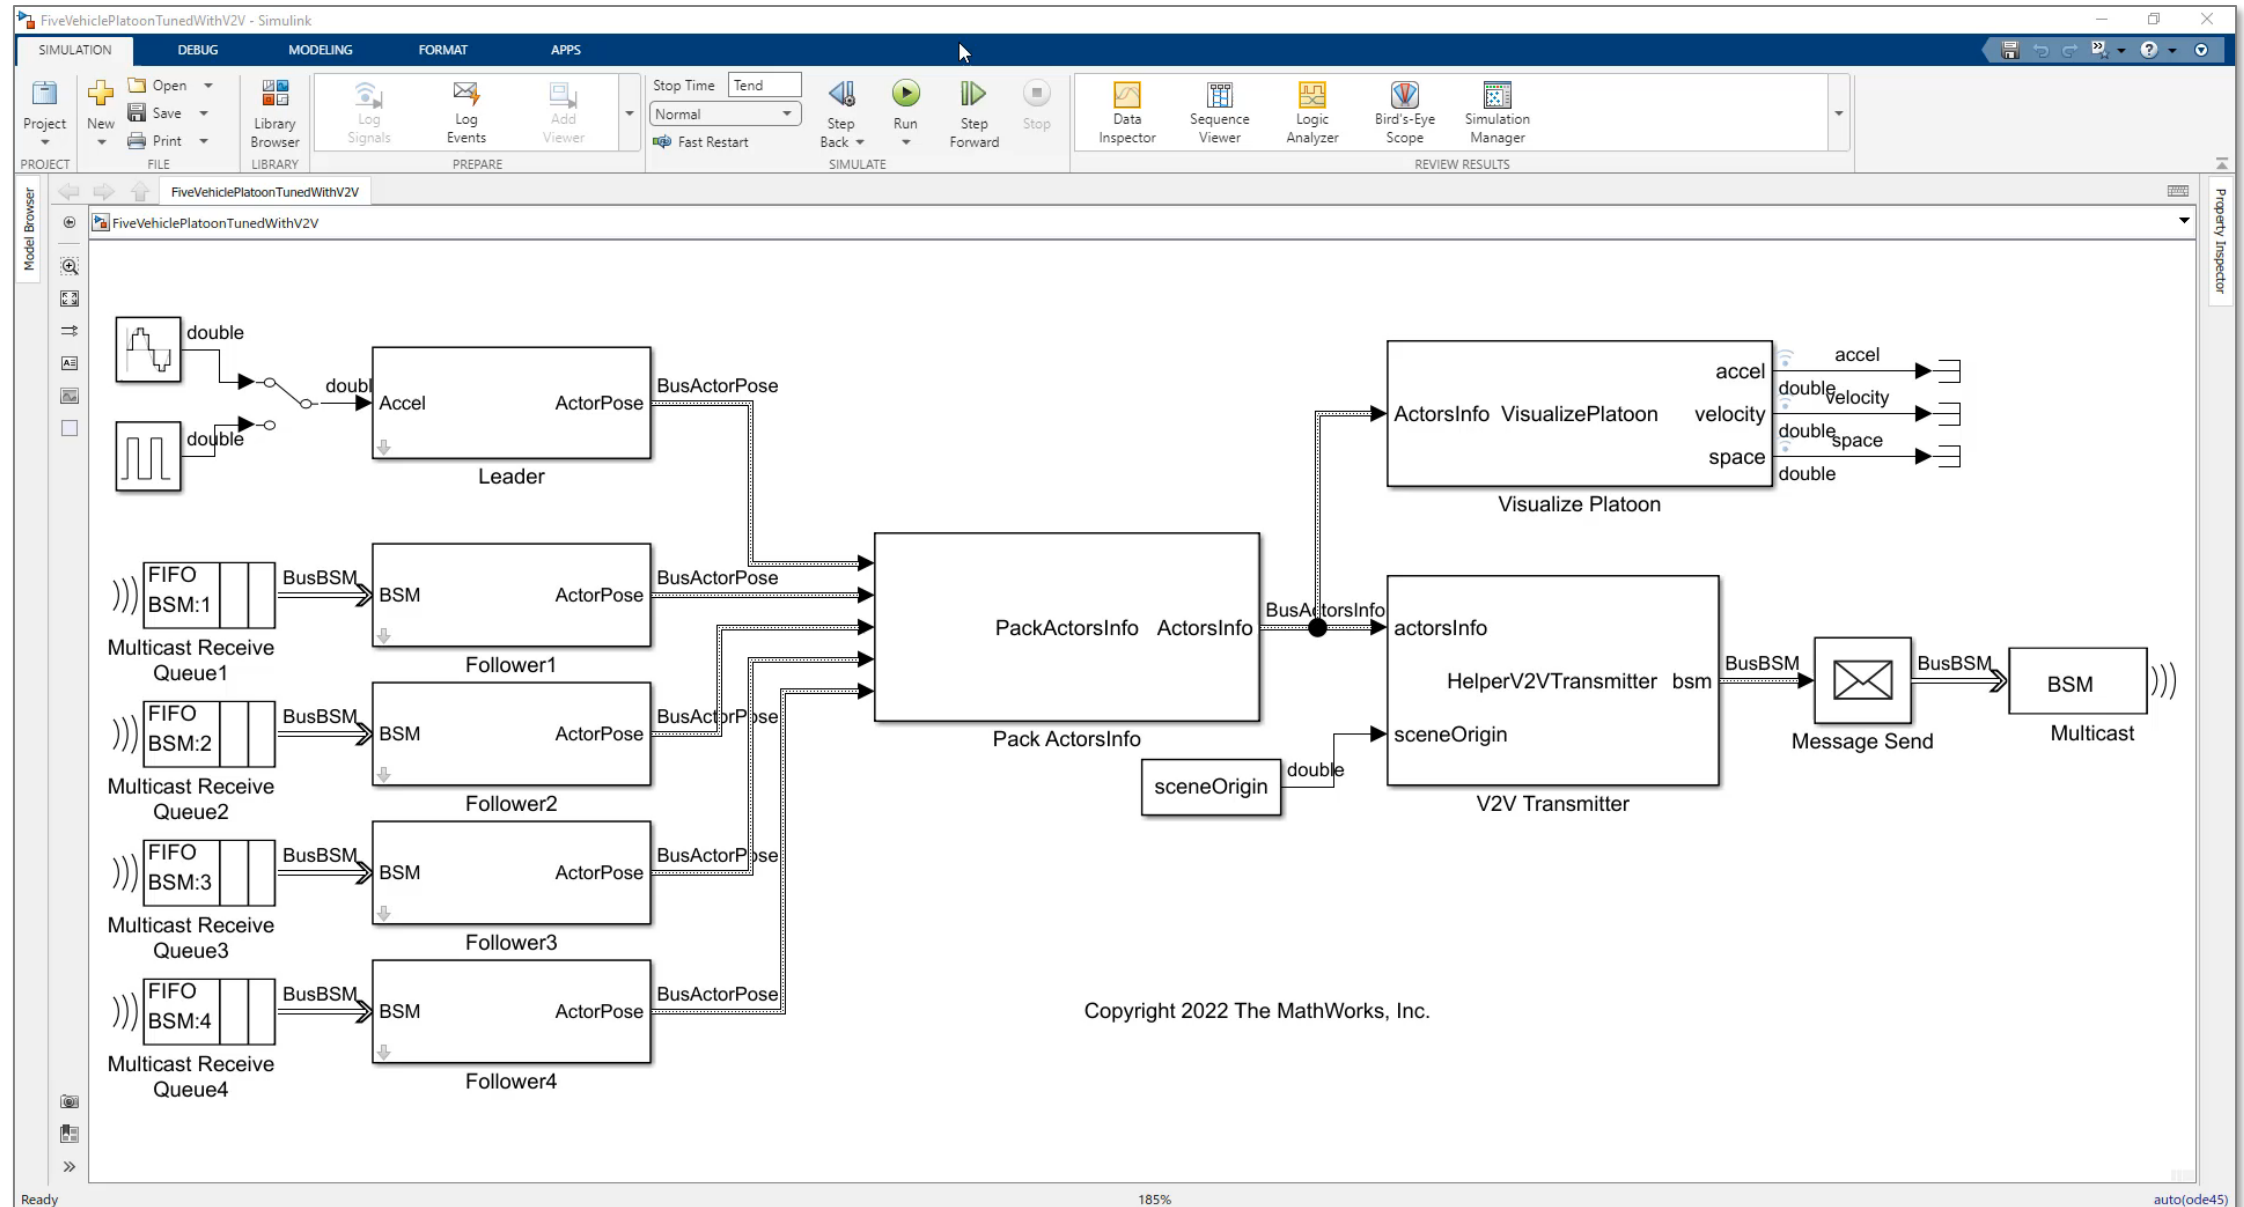 FiveVehiclePlatoonTunedWithV2V - Simulink
SIMULATION DEBUG MODELING FORMAT APPS
Project
New
Open
Save
Print
Library
Browser
Log
Signals
Log
Events
Add
Viewer
Stop Time Tend
Normal
Fast Restart
Step
Back
Run
Step
Forward
Stop
Data
Inspector
Sequence
Viewer
Logic
Analyzer
Bird's-Eye
Scope
Simulation
Manager
PROJECT FILE LIBRARY PREPARE SIMULATE REVIEW RESULTS
Model Browser
FiveVehiclePlatoonTunedWithV2V
FiveVehiclePlatoonTunedWithV2V
Property Inspector
double
double
doubl
Accel ActorPose
Leader
BusActorPose
FIFO
BSM:1
Multicast Receive
Queue1
BusBSM
BSM ActorPose
Follower1
BusActorPose
FIFO
BSM:2
Multicast Receive
Queue2
BusBSM
BSM ActorPose
Follower2
BusActorPose
FIFO
BSM:3
Multicast Receive
Queue3
BusBSM
BSM ActorPose
Follower3
BusActorPose
FIFO
BSM:4
Multicast Receive
Queue4
BusBSM
BSM ActorPose
Follower4
BusActorPose
PackActorsInfo ActorsInfo
Pack ActorsInfo
BusActorsInfo
sceneOrigin
double
ActorsInfo VisualizePlatoon
accel
velocity
space
Visualize Platoon
accel
double
velocity
double
space
double
actorsInfo
HelperV2VTransmitter bsm
sceneOrigin
V2V Transmitter
BusBSM
Message Send
BusBSM
BSM
Multicast
Copyright 2022 The MathWorks, Inc.
Ready 185% auto(ode45)